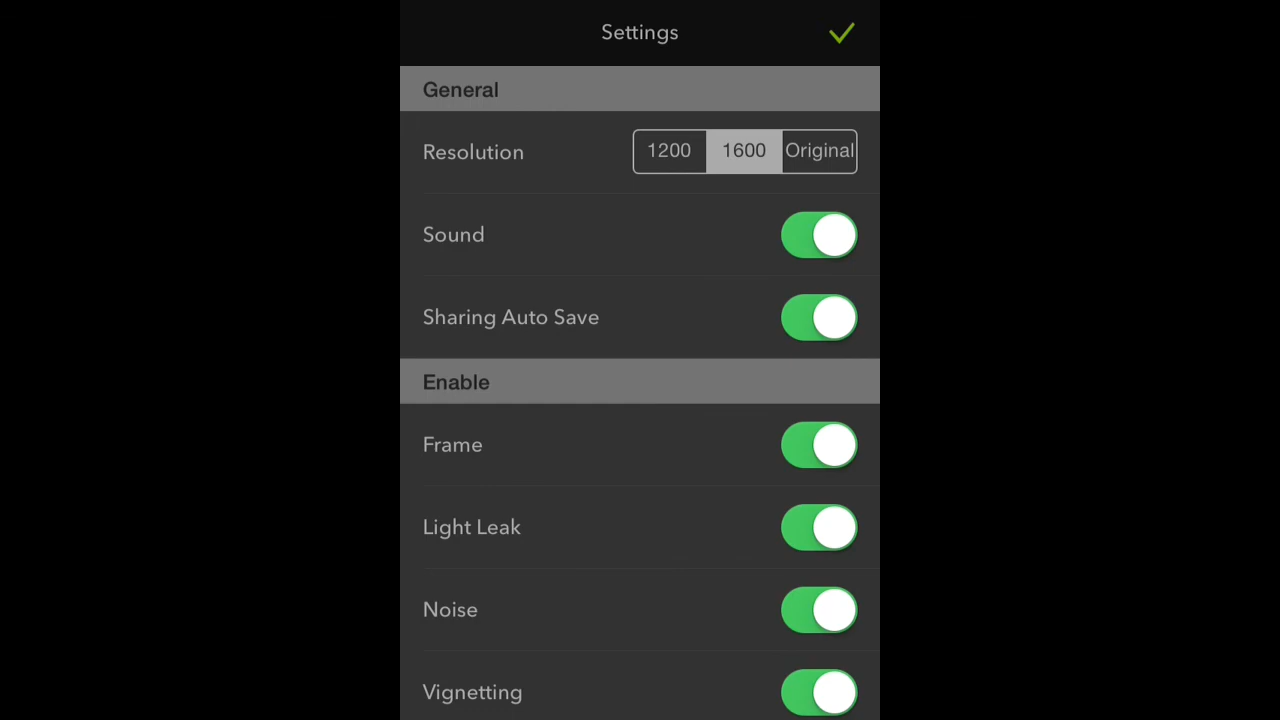 Settings
General
Resolution 1200 1600 Original
Sound
Sharing Auto Save
Enable
Frame
Light Leak
Noise
Vignetting